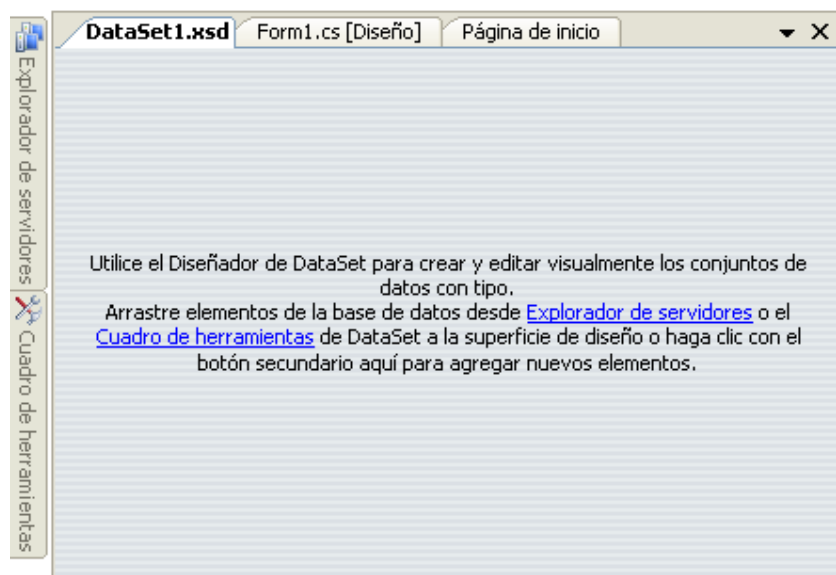 DataSet1.xsd
Form1.cs [Diseño]
Página de inicio
Explorador de servidores
Cuadro de herramientas
Utilice el Diseñador de DataSet para crear y editar visualmente los conjuntos de
datos con tipo.
Arrastre elementos de la base de datos desde Explorador de servidores o el
Cuadro de herramientas de DataSet a la superficie de diseño o haga clic con el
botón secundario aquí para agregar nuevos elementos.